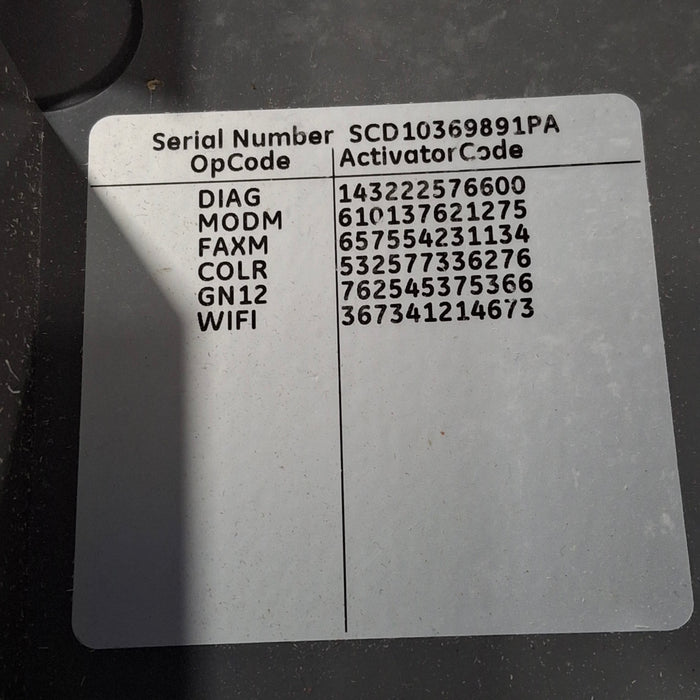 Serial Number SCD10369891PA
OpCode ActivatorCode
DIAG 143222576600
MODM 610137621275
FAXM 657554231134
COLR 532577336276
GN12 762545375366
WIFI 367341214673